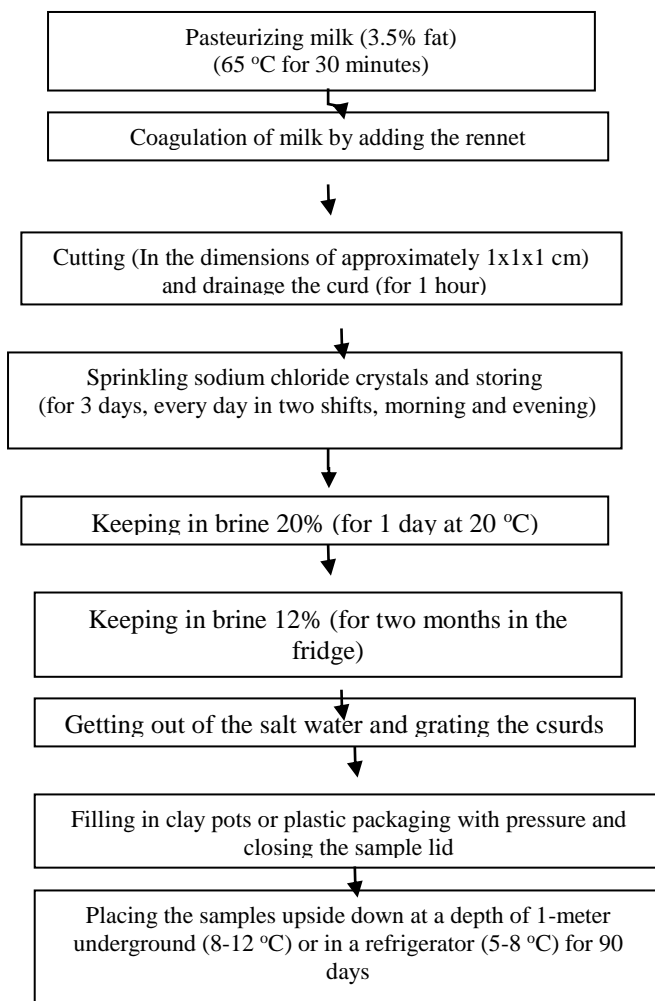 Pasteurizing milk (3.5% fat)
(65 °C for 30 minutes)
Coagulation of milk by adding the rennet
Cutting (In the dimensions of approximately 1x1x1 cm)
and drainage the curd (for 1 hour)
Sprinkling sodium chloride crystals and storing
(for 3 days, every day in two shifts, morning and evening)
Keeping in brine 20% (for 1 day at 20 °C)
Keeping in brine 12% (for two months in the
fridge)
Getting out of the salt water and grating the csurds
Filling in clay pots or plastic packaging with pressure and
closing the sample lid
Placing the samples upside down at a depth of 1-meter
underground (8-12 °C) or in a refrigerator (5-8 °C) for 90
days